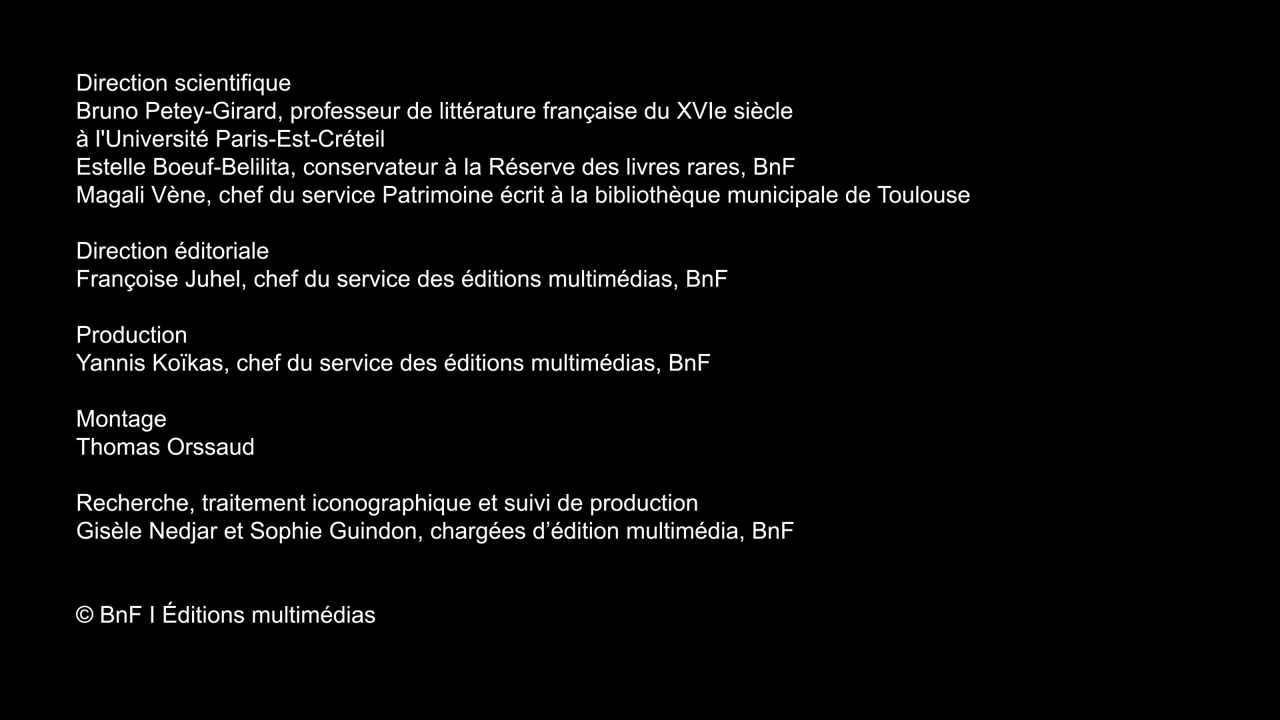 Direction scientifique
Bruno Petey-Girard, professeur de littérature française du XVIe siècle
à l'Université Paris-Est-Créteil
Estelle Boeuf-Belilita, conservateur à la Réserve des livres rares, BnF
Magali Vène, chef du service Patrimoine écrit à la bibliothèque municipale de Toulouse
Direction éditoriale
Françoise Juhel, chef du service des éditions multimédias, BnF
Production
Yannis Koïkas, chef du service des éditions multimédias, BnF
Montage
Thomas Orssaud
Recherche, traitement iconographique et suivi de production
Gisèle Nedjar et Sophie Guindon, chargées d’édition multimédia, BnF
© BnF I Éditions multimédias